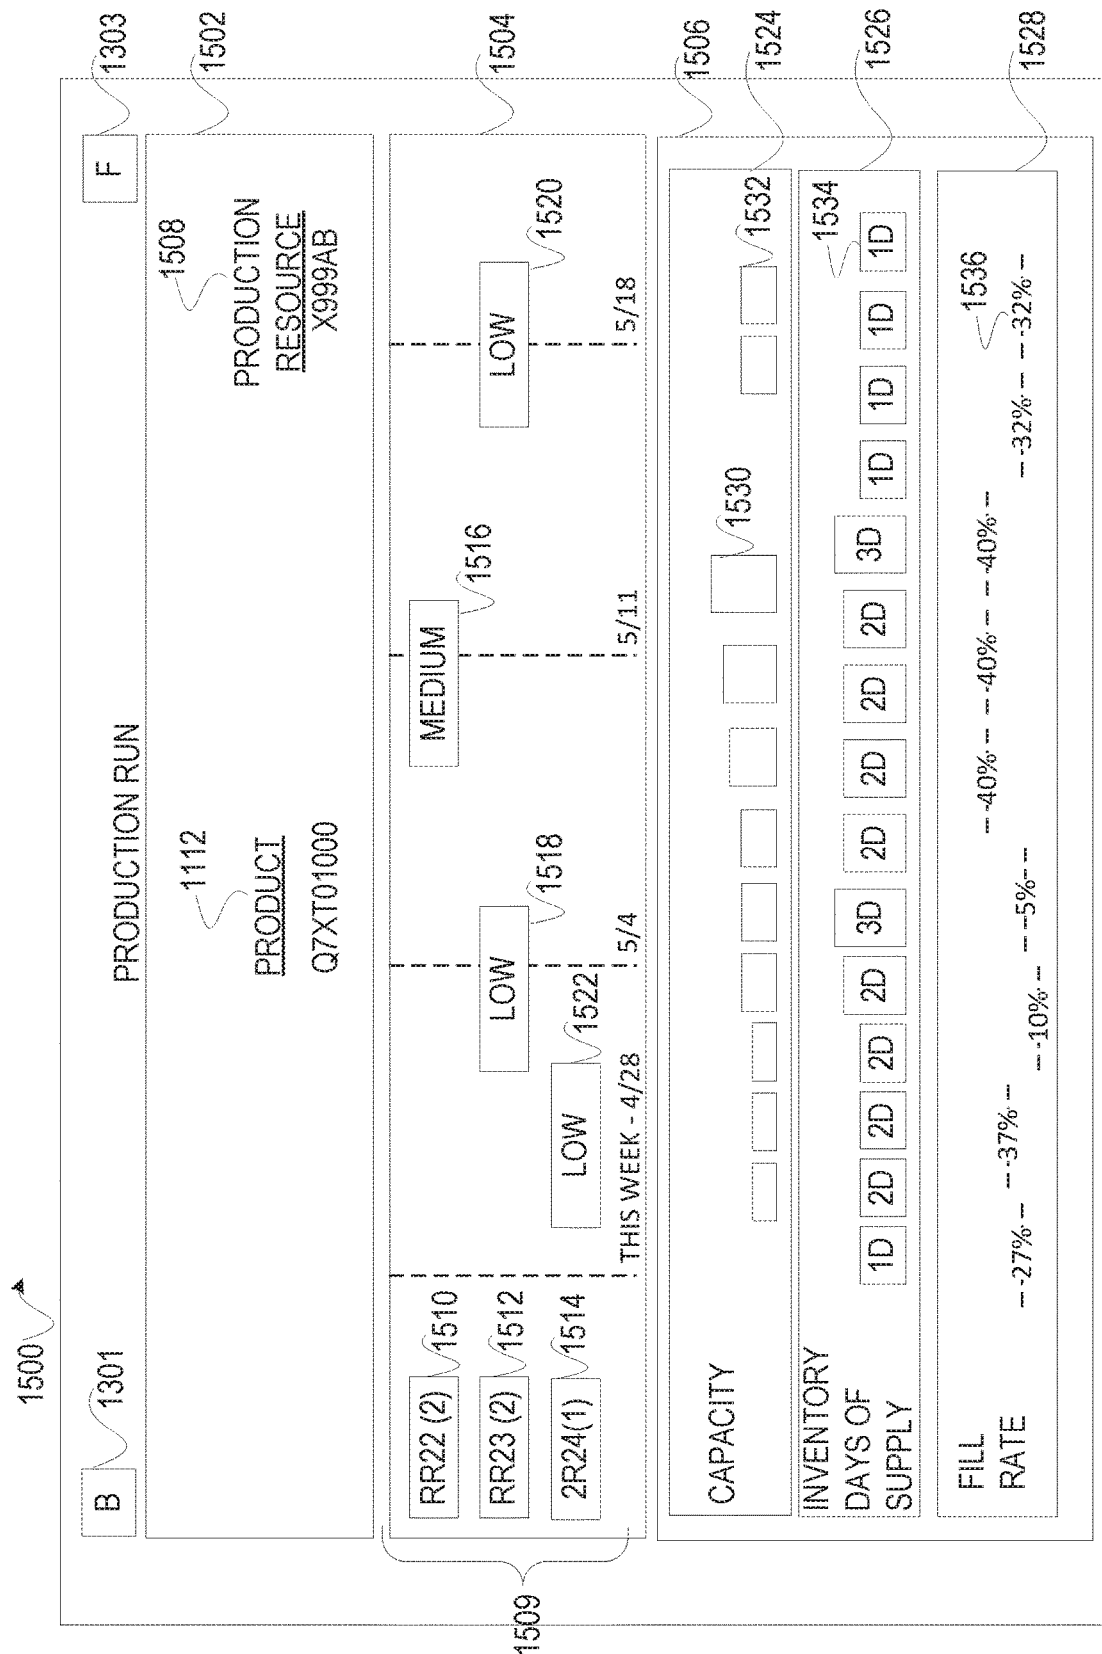 1500
B
1301
PRODUCTION RUN
F
1303
1112
PRODUCT
Q7XT01000
1508
PRODUCTION
RESOURCE
X999AB
1502
1509
RR22 (2)
1510
RR23 (2)
1512
2R24(1)
1514
MEDIUM
1516
LOW
1518
LOW
1520
LOW
1522
THIS WEEK - 4/28
5/4
5/11
5/18
1504
1506
CAPACITY
1530
1532
1524
INVENTORY
DAYS OF
SUPPLY
1D 2D 2D 2D 2D 3D 2D 2D 2D 2D 3D 1D 1D 1D 1D
1534
1526
FILL
RATE
-27%- -37%- -10%- -5%- -40%- -40%- -40%- -32%- -32%-
1536
1528